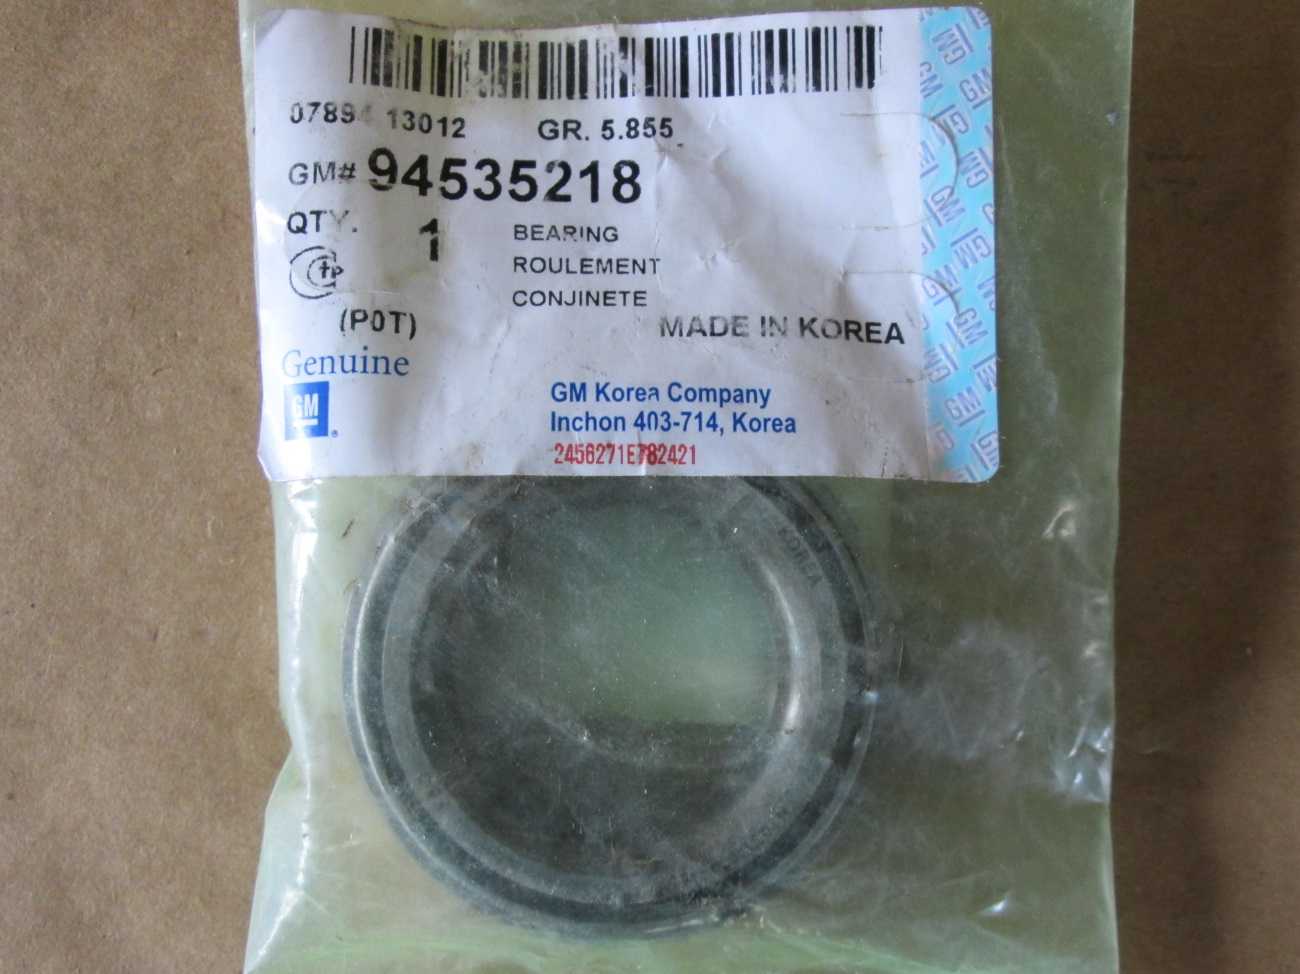 07894 13012 GR. 5.855
GM# 94535218
QTY. 1 BEARING
ROULEMENT
CONJINETE
(P0T) MADE IN KOREA
Genuine
GM
GM Korea Company
Inchon 403-714, Korea
2456271E782421
KOREA